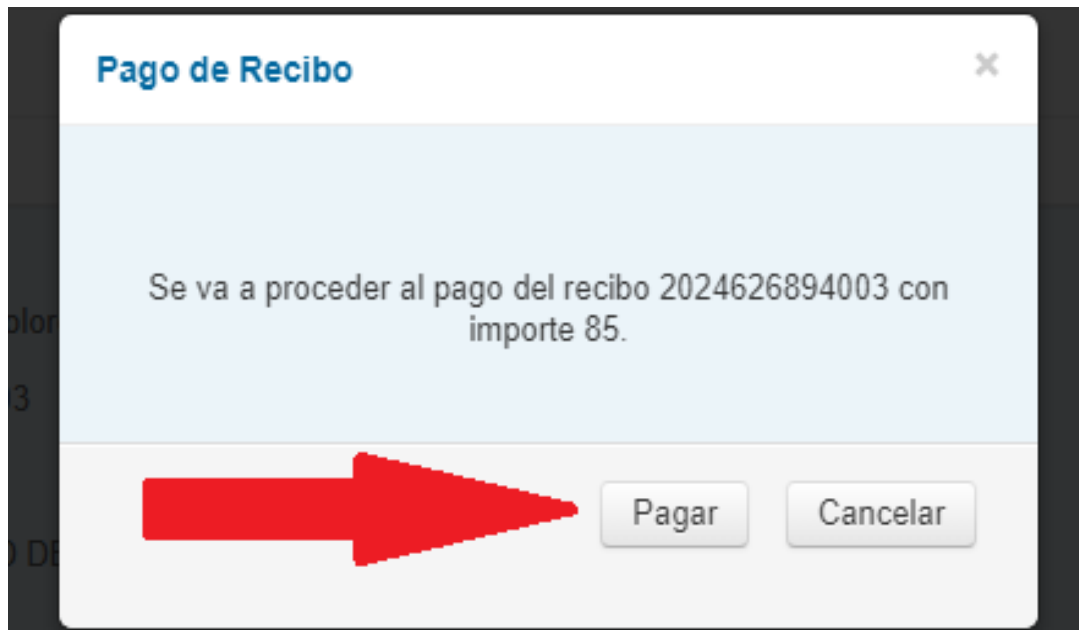 Pago de Recibo
×
Se va a proceder al pago del recibo 2024626894003 con
importe 85.
Pagar
Cancelar